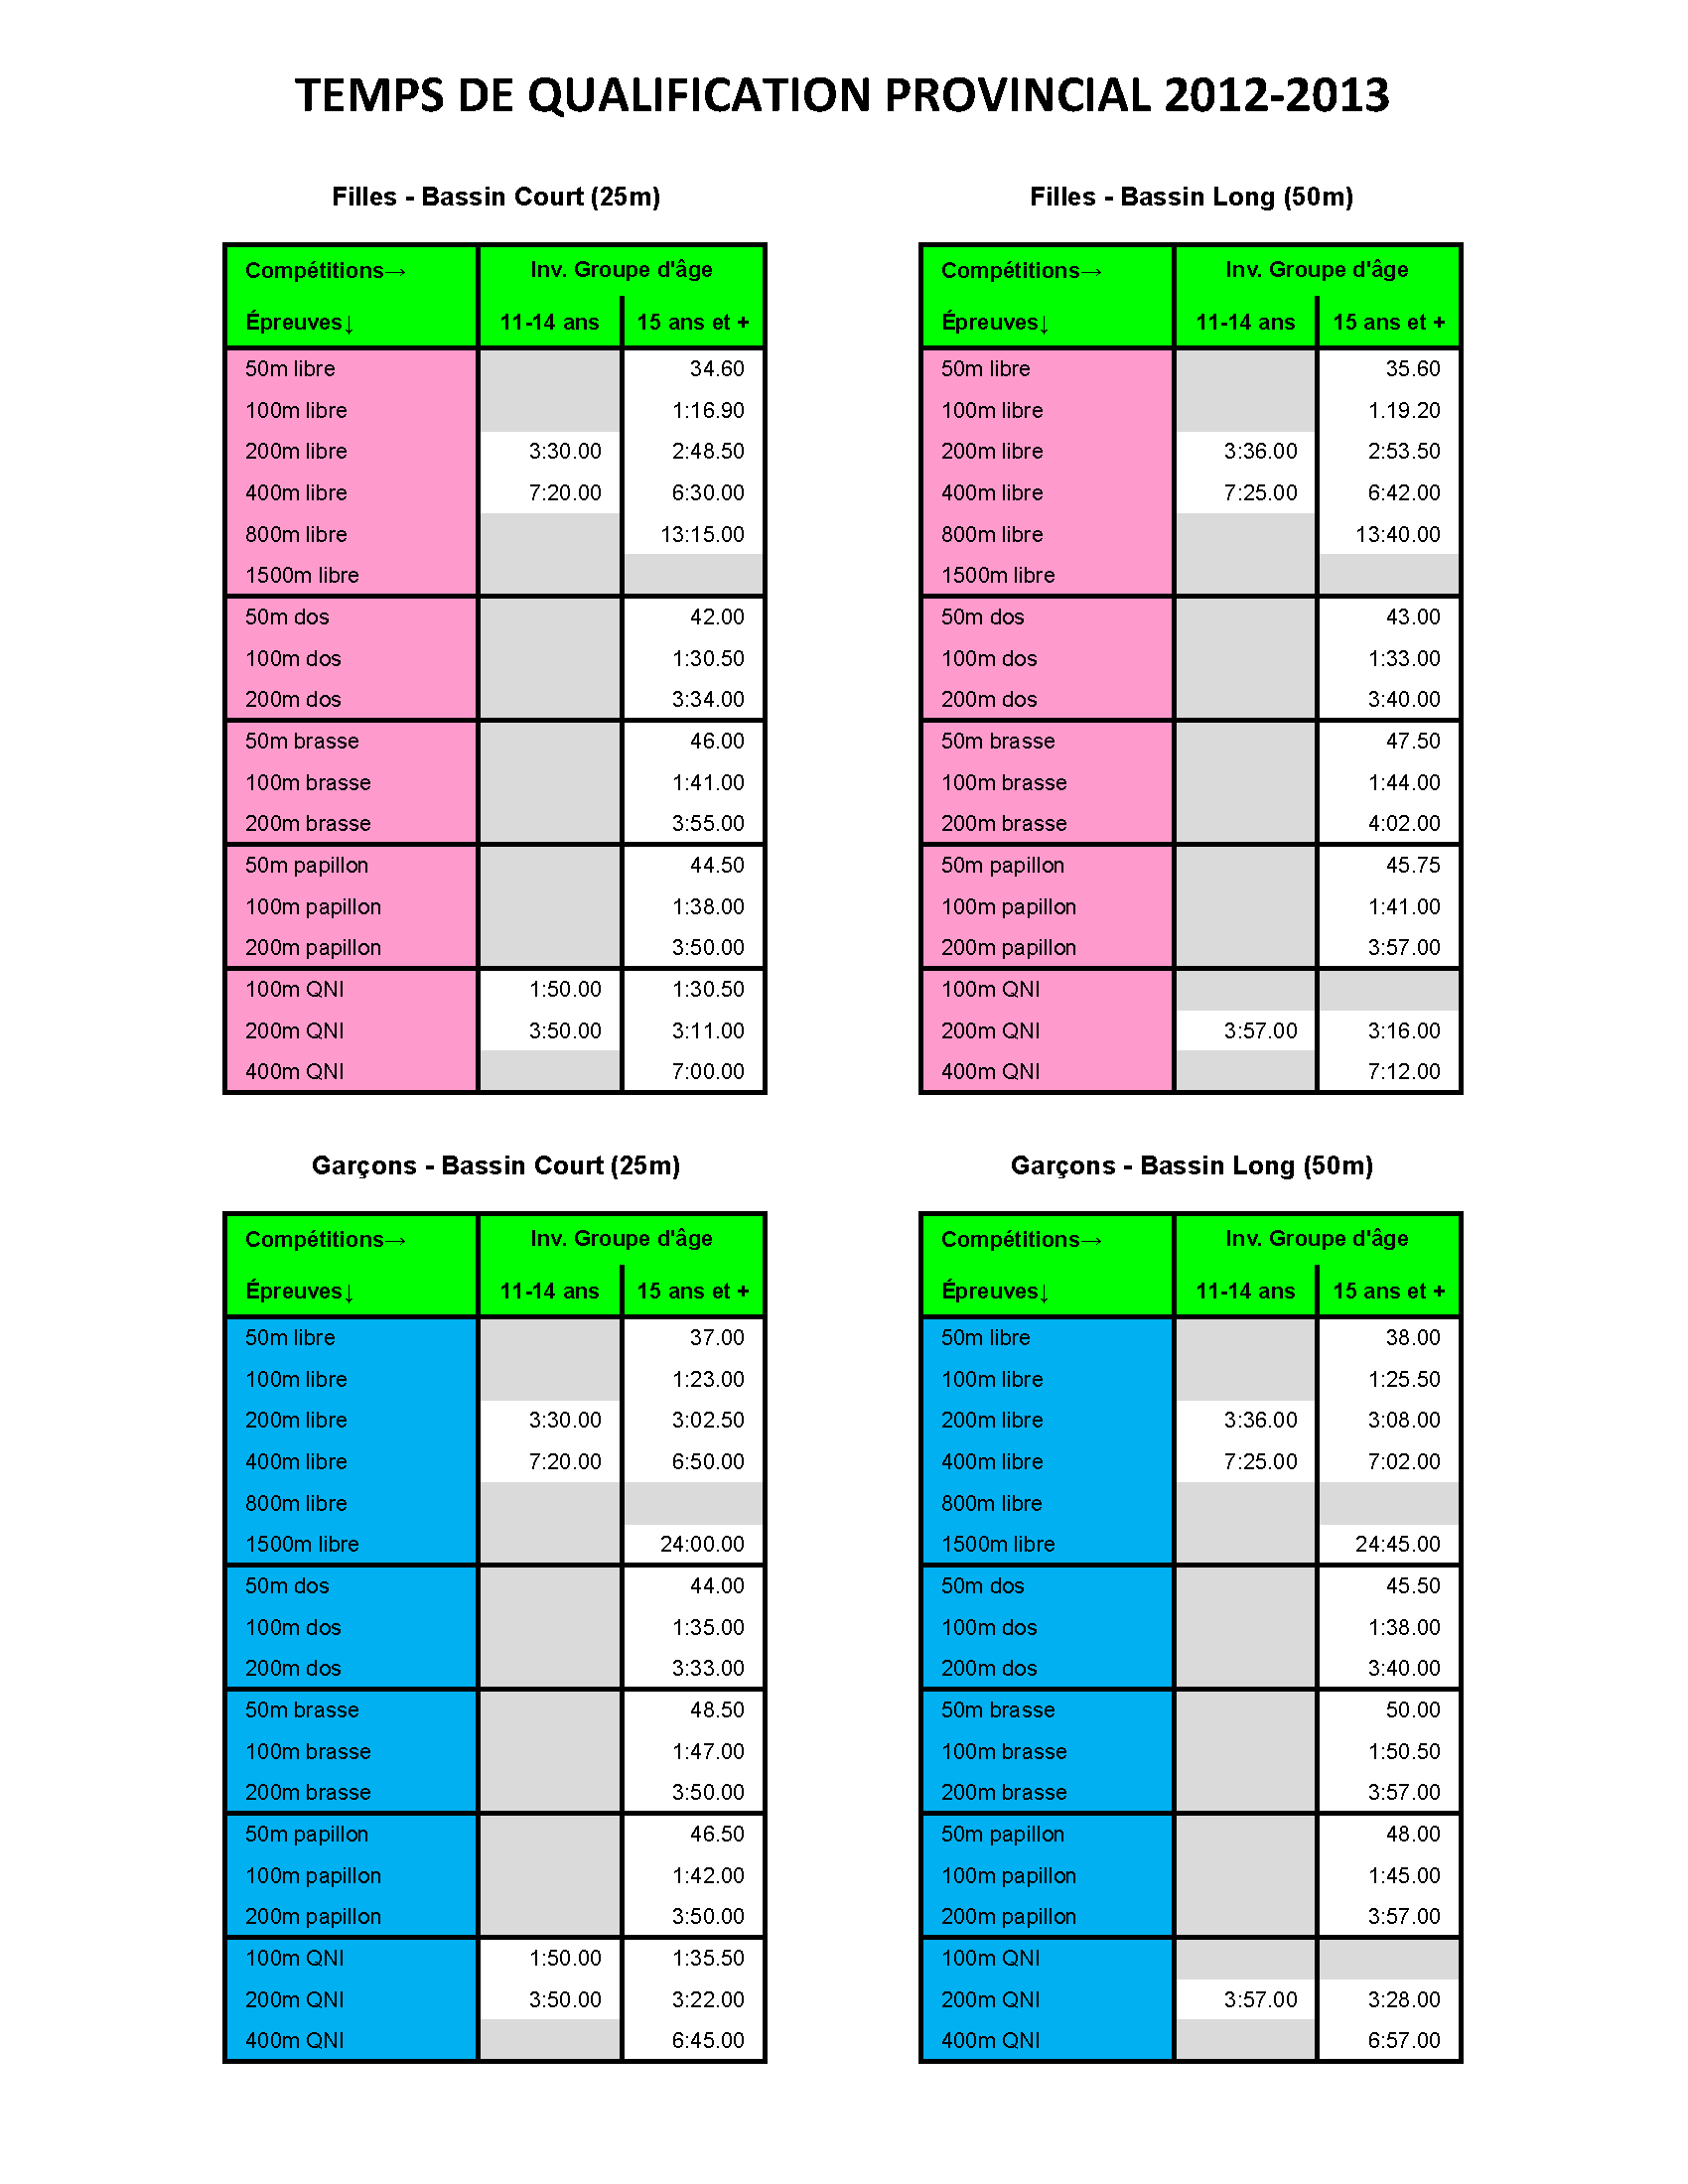 TEMPS DE QUALIFICATION PROVINCIAL 2012-2013
Filles - Bassin Court (25m)
Compétitions→ Inv. Groupe d'âge
Épreuves↓ 11-14 ans 15 ans et +
50m libre 34.60
100m libre 1:16.90
200m libre 3:30.00 2:48.50
400m libre 7:20.00 6:30.00
800m libre 13:15.00
1500m libre
50m dos 42.00
100m dos 1:30.50
200m dos 3:34.00
50m brasse 46.00
100m brasse 1:41.00
200m brasse 3:55.00
50m papillon 44.50
100m papillon 1:38.00
200m papillon 3:50.00
100m QNI 1:50.00 1:30.50
200m QNI 3:50.00 3:11.00
400m QNI 7:00.00
Filles - Bassin Long (50m)
Compétitions→ Inv. Groupe d'âge
Épreuves↓ 11-14 ans 15 ans et +
50m libre 35.60
100m libre 1.19.20
200m libre 3:36.00 2:53.50
400m libre 7:25.00 6:42.00
800m libre 13:40.00
1500m libre
50m dos 43.00
100m dos 1:33.00
200m dos 3:40.00
50m brasse 47.50
100m brasse 1:44.00
200m brasse 4:02.00
50m papillon 45.75
100m papillon 1:41.00
200m papillon 3:57.00
100m QNI
200m QNI 3:57.00 3:16.00
400m QNI 7:12.00
Garçons - Bassin Court (25m)
Compétitions→ Inv. Groupe d'âge
Épreuves↓ 11-14 ans 15 ans et +
50m libre 37.00
100m libre 1:23.00
200m libre 3:30.00 3:02.50
400m libre 7:20.00 6:50.00
800m libre
1500m libre 24:00.00
50m dos 44.00
100m dos 1:35.00
200m dos 3:33.00
50m brasse 48.50
100m brasse 1:47.00
200m brasse 3:50.00
50m papillon 46.50
100m papillon 1:42.00
200m papillon 3:50.00
100m QNI 1:50.00 1:35.50
200m QNI 3:50.00 3:22.00
400m QNI 6:45.00
Garçons - Bassin Long (50m)
Compétitions→ Inv. Groupe d'âge
Épreuves↓ 11-14 ans 15 ans et +
50m libre 38.00
100m libre 1:25.50
200m libre 3:36.00 3:08.00
400m libre 7:25.00 7:02.00
800m libre
1500m libre 24:45.00
50m dos 45.50
100m dos 1:38.00
200m dos 3:40.00
50m brasse 50.00
100m brasse 1:50.50
200m brasse 3:57.00
50m papillon 48.00
100m papillon 1:45.00
200m papillon 3:57.00
100m QNI
200m QNI 3:57.00 3:28.00
400m QNI 6:57.00